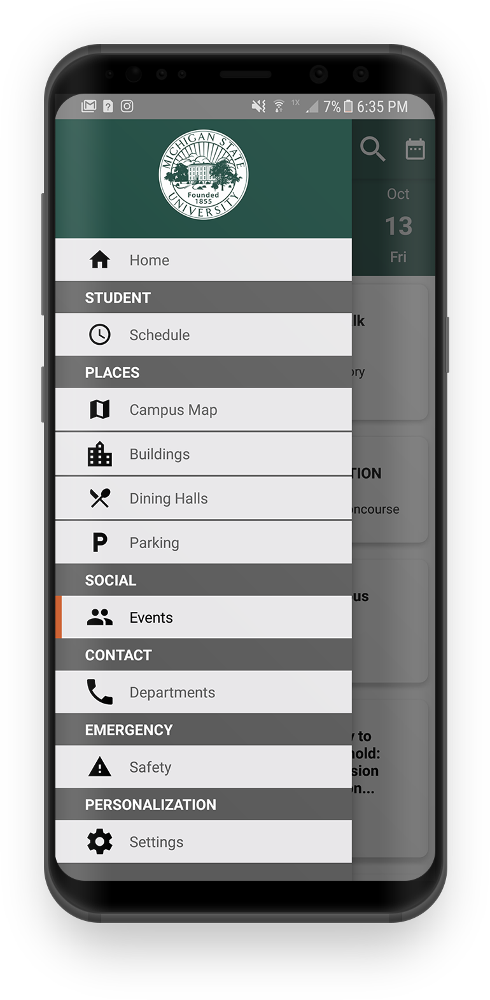 1X 7% 6:35 PM
MICHIGAN STATE
UNIVERSITY
Founded
1855
Oct
13
Fri
Home
STUDENT
Schedule
PLACES
Campus Map
Buildings
Dining Halls
P Parking
SOCIAL
Events
CONTACT
Departments
EMERGENCY
Safety
PERSONALIZATION
Settings
lk
ory
TION
oncourse
us
y to
hold:
sion
on...